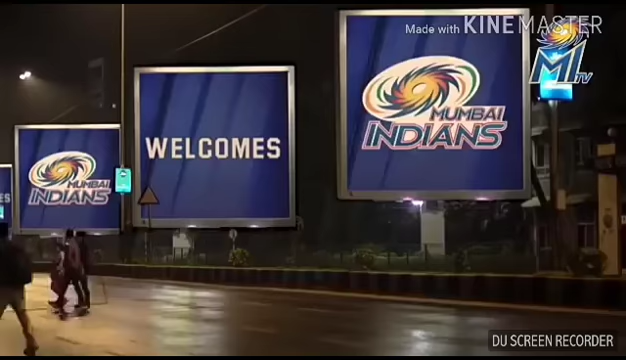 Made with KINEMASTER
MI TV
MUMBAI
INDIANS
WELCOMES
MUMBAI
INDIANS
ES
DU SCREEN RECORDER